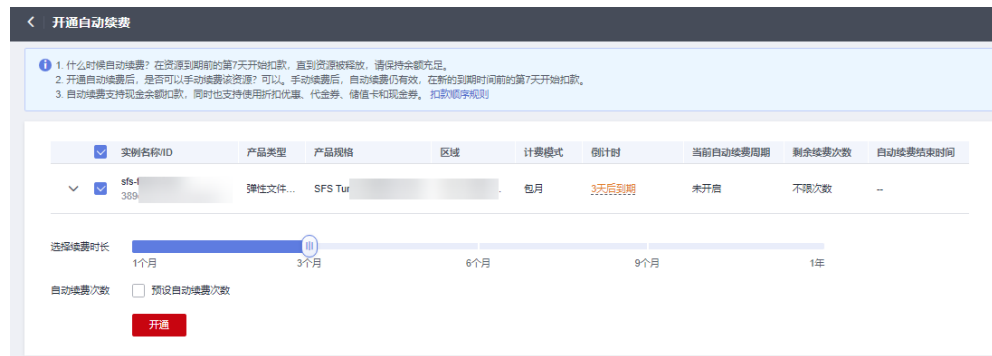 开通自动续费
1. 什么时候自动续费？在资源到期前的第7天开始扣款，直到资源被释放，请保持余额充足。
2. 开通自动续费后，是否可以手动续费该资源？可以。手动续费后，自动续费仍有效，在新的到期时间前的第7天开始扣款。
3. 自动续费支持现金余额扣款，同时也支持使用折扣优惠、代金券、储值卡和现金券。 扣款顺序规则
实例名称/ID 产品类型 产品规格 区域 计费模式 倒计时 当前自动续费周期 剩余续费次数 自动续费结束时间
sfs- 弹性文件... SFS Tur 包月 3天后到期 未开启 不限次数 --
389
选择续费时长
1个月 3个月 6个月 9个月 1年
自动续费次数 预设自动续费次数
开通